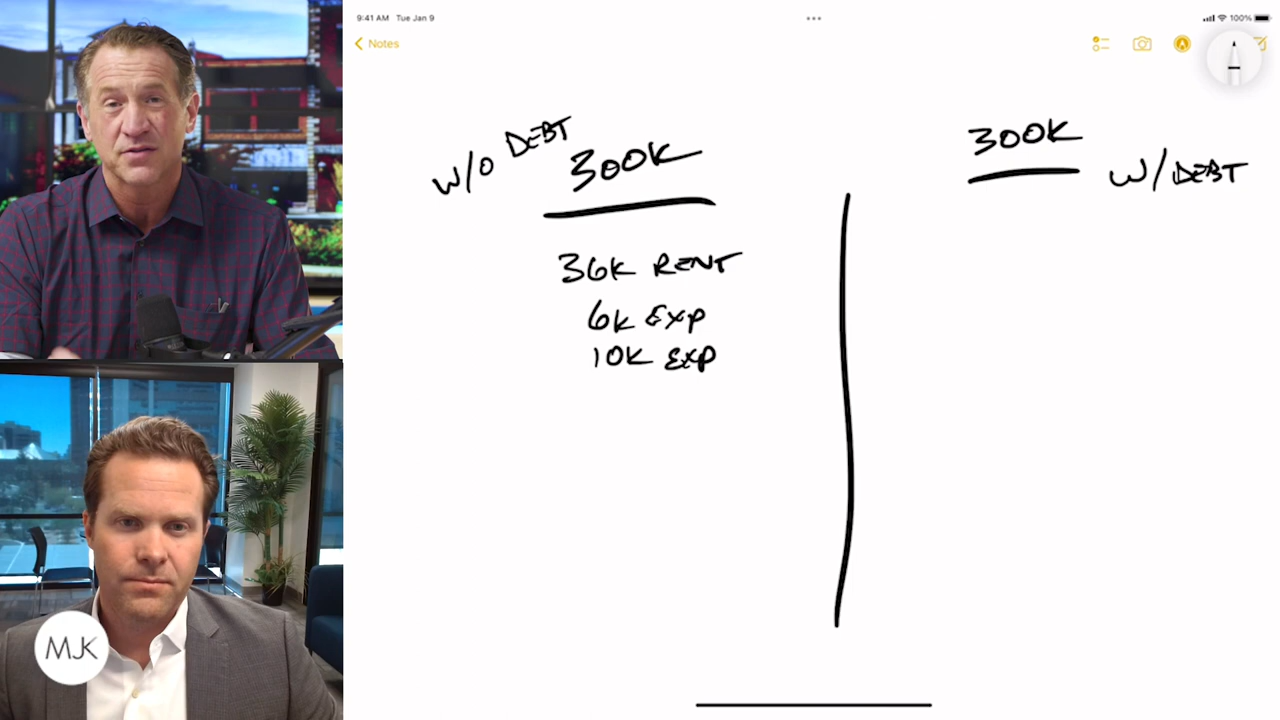 9:41 AM Tue Jan 9
100%
Notes
W/O DEBT
300K
36K RENT
6K EXP
10K EXP
300K
W/DEBT
MJK